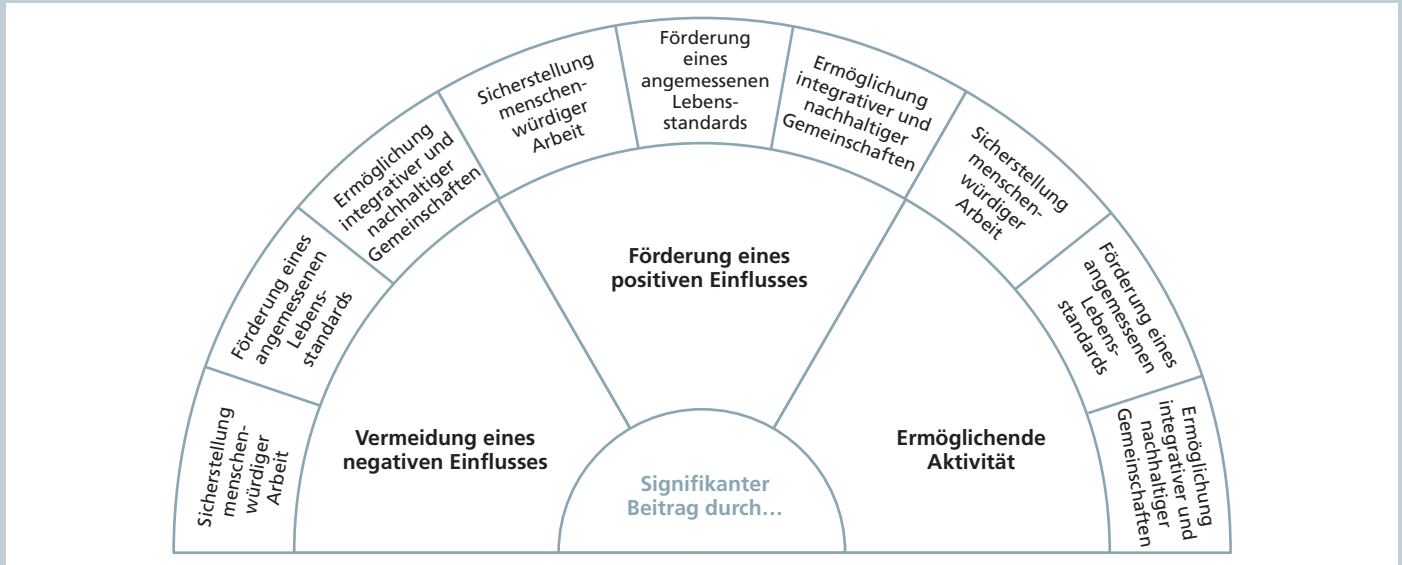 Sicherstellung
menschen-
würdiger
Arbeit
Förderung eines
angemessenen
Lebens-
standards
Ermöglichung
integrativer und
nachhaltiger
Gemeinschaften
Sicherstellung
menschen-
würdiger
Arbeit
Förderung
eines
angemessenen
Lebens-
standards
Ermöglichung
integrativer und
nachhaltiger
Gemeinschaften
Sicherstellung
menschen-
würdiger
Arbeit
Förderung eines
angemessenen
Lebens-
standards
Ermöglichung
integrativer und
nachhaltiger
Gemeinschaften
Vermeidung eines
negativen Einflusses
Förderung eines
positiven Einflusses
Ermöglichende
Aktivität
Signifikanter
Beitrag durch…